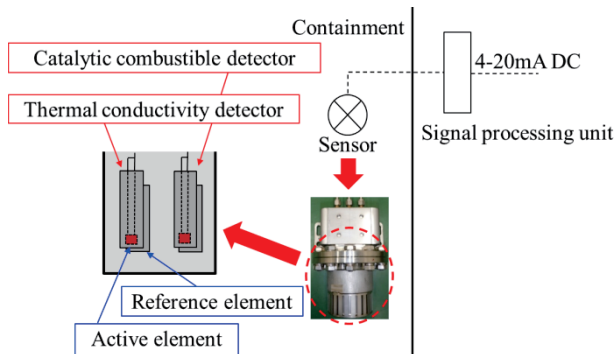 Containment
Catalytic combustible detector
4-20mA DC
Thermal conductivity detector
Signal processing unit
Sensor
Reference element
Active element